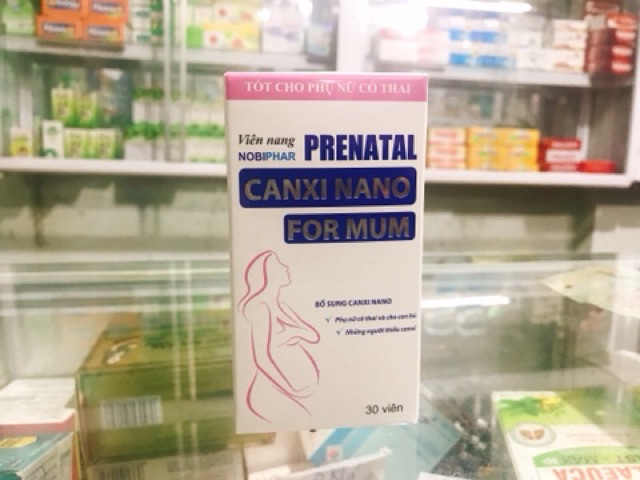 TỐT CHO PHỤ NỮ CÓ THAI
Viên nang
NOBIPHAR PRENATAL
CANXI NANO
FOR MUM
BỔ SUNG CANXI NANO
Phụ nữ có thai và cho con bú
Những người thiếu canxi
30 viên
LAEUCA